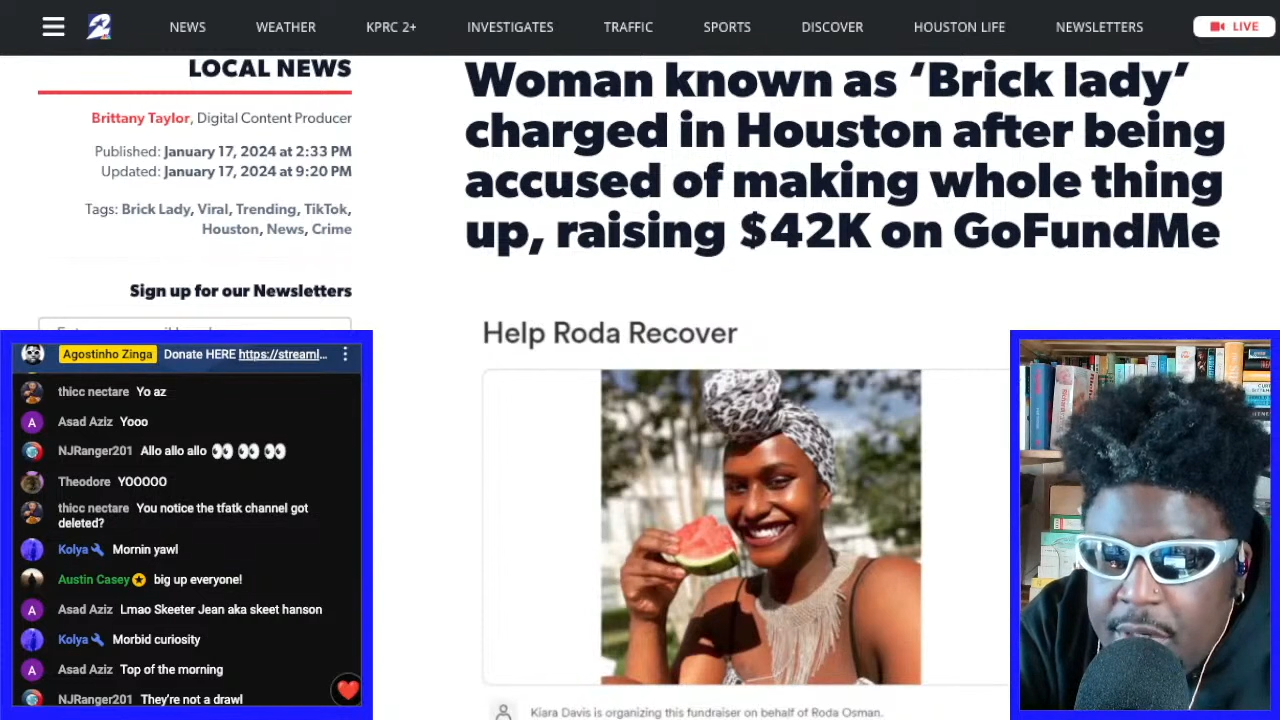 NEWS
WEATHER
KPRC 2+
INVESTIGATES
TRAFFIC
SPORTS
DISCOVER
HOUSTON LIFE
NEWSLETTERS
LIVE
LOCAL NEWS
Brittany Taylor, Digital Content Producer
Published: January 17, 2024 at 2:33 PM
Updated: January 17, 2024 at 9:20 PM
Tags: Brick Lady, Viral, Trending, TikTok,
Houston, News, Crime
Sign up for our Newsletters
Woman known as ‘Brick lady’
charged in Houston after being
accused of making whole thing
up, raising $42K on GoFundMe
Help Roda Recover
Kiara Davis is organizing this fundraiser on behalf of Roda Osman.
Agostinho Zinga Donate HERE https://streaml...
thicc nectare Yo az
Asad Aziz Yooo
NJRanger201 Allo allo allo 👀 👀 👀
Theodore YOOOOO
thicc nectare You notice the tfatk channel got
deleted?
Kolya Mornin yawl
Austin Casey big up everyone!
Asad Aziz Lmao Skeeter Jean aka skeet hanson
Kolya Morbid curiosity
Asad Aziz Top of the morning
NJRanger201 They're not a drawl